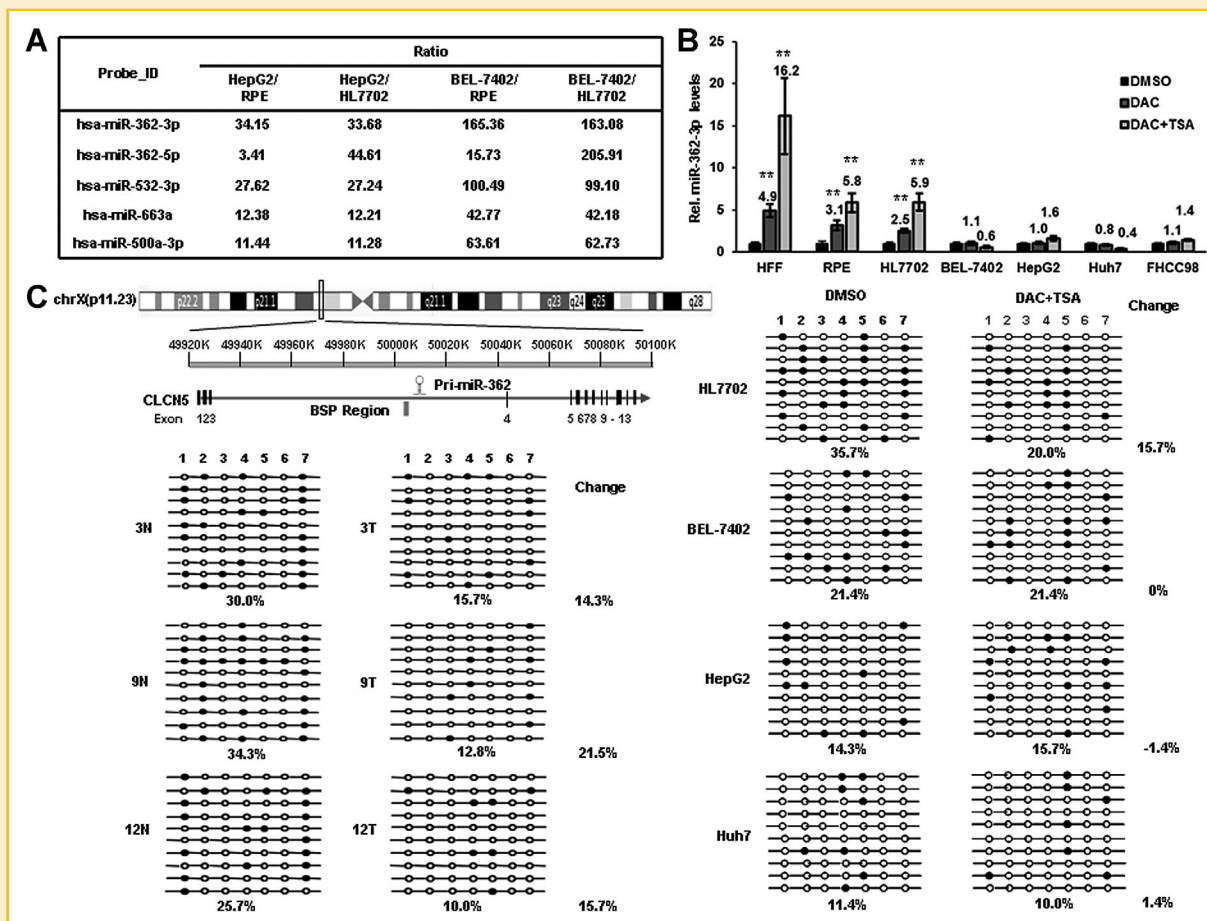 A
Ratio
Probe_ID
HepG2/ RPE
HepG2/ HL7702
BEL-7402/ RPE
BEL-7402/ HL7702
hsa-miR-362-3p 34.15 33.68 165.36 163.08
hsa-miR-362-5p 3.41 44.61 15.73 205.91
hsa-miR-532-3p 27.62 27.24 100.49 99.10
hsa-miR-663a 12.38 12.21 42.77 42.18
hsa-miR-500a-3p 11.44 11.28 63.61 62.73
B
Rel. miR-362-3p levels
25
20
15
10
5
0
DMSO
DAC
DAC+TSA
** 4.9 ** 16.2
** 3.1 ** 5.8
** 2.5 ** 5.9
1.1 0.6
1.0 1.6
0.8 0.4
1.1 1.4
HFF RPE HL7702 BEL-7402 HepG2 Huh7 FHCC98
C
chrX(p11.23)
p22.2 q21.1 q21.1 q23 q24 q25 q28
49920K 49940K 49960K 49980K 50000K 50020K 50040K 50060K 50080K 50100K
Pri-miR-362
CLCN5
BSP Region
Exon 123 4 5 678 9 - 13
1 2 3 4 5 6 7
1 2 3 4 5 6 7
Change
3N
3T
30.0% 15.7% 14.3%
9N
9T
34.3% 12.8% 21.5%
12N
12T
25.7% 10.0% 15.7%
DMSO
DAC+TSA
Change
1 2 3 4 5 6 7
1 2 3 4 5 6 7
HL7702
35.7% 20.0% 15.7%
BEL-7402
21.4% 21.4% 0%
HepG2
14.3% 15.7% -1.4%
Huh7
11.4% 10.0% 1.4%